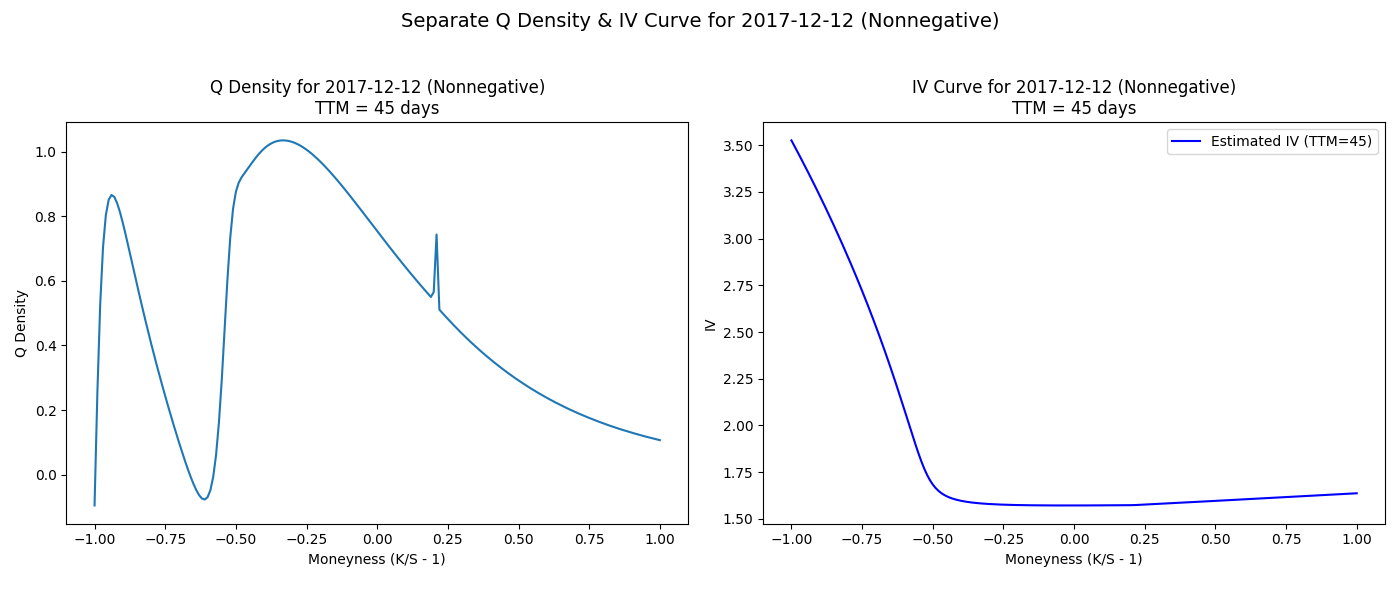 Separate Q Density & IV Curve for 2017-12-12 (Nonnegative)
Q Density for 2017-12-12 (Nonnegative)
TTM = 45 days
1.0
0.8
0.6
0.4
0.2
0.0
Q Density
−1.00 −0.75 −0.50 −0.25 0.00 0.25 0.50 0.75 1.00
Moneyness (K/S - 1)
IV Curve for 2017-12-12 (Nonnegative)
TTM = 45 days
Estimated IV (TTM=45)
3.50
3.25
3.00
2.75
2.50
2.25
2.00
1.75
1.50
IV
−1.00 −0.75 −0.50 −0.25 0.00 0.25 0.50 0.75 1.00
Moneyness (K/S - 1)